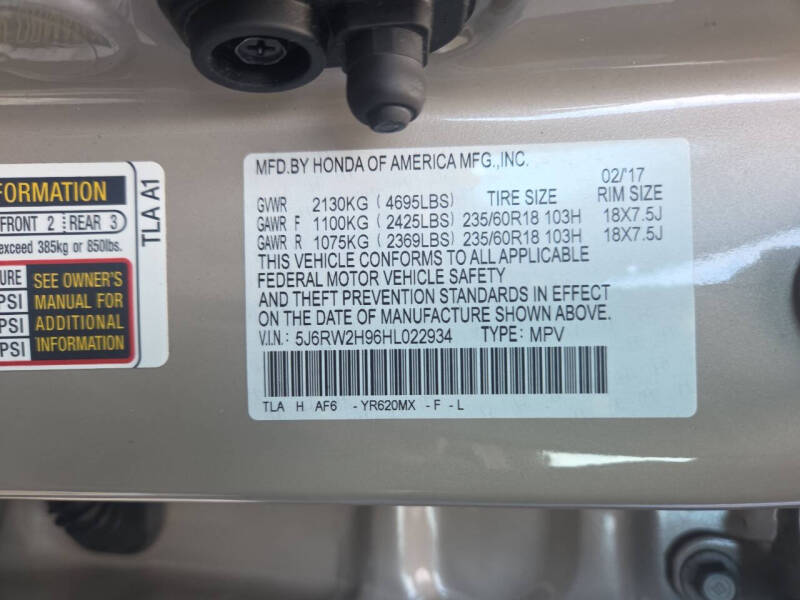 FORMATION
FRONT 2 REAR 3
exceed 385kg or 850lbs.
URE
PSI
PSI
PSI
SEE OWNER'S
MANUAL FOR
ADDITIONAL
INFORMATION
TLA A1
MFD.BY HONDA OF AMERICA MFG.,INC.
02/'17
GVWR 2130KG ( 4695LBS) TIRE SIZE RIM SIZE
GAWR F 1100KG ( 2425LBS) 235/60R18 103H 18X7.5J
GAWR R 1075KG ( 2369LBS) 235/60R18 103H 18X7.5J
THIS VEHICLE CONFORMS TO ALL APPLICABLE
FEDERAL MOTOR VEHICLE SAFETY
AND THEFT PREVENTION STANDARDS IN EFFECT
ON THE DATE OF MANUFACTURE SHOWN ABOVE.
V.I.N.: 5J6RW2H96HL022934 TYPE: MPV
TLA H AF6 -YR620MX -F -L